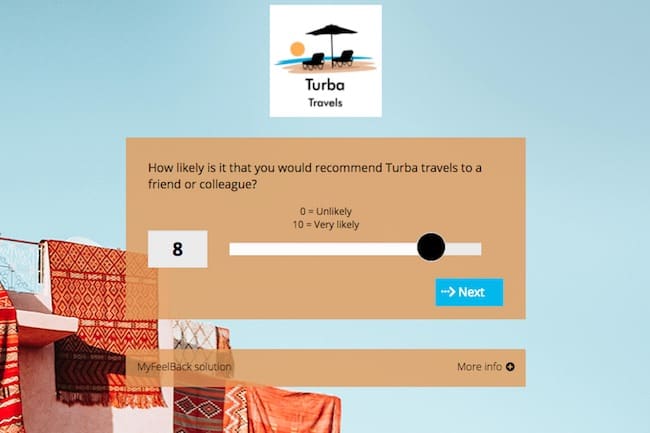 Turba
Travels
How likely is it that you would recommend Turba travels to a
friend or colleague?
0 = Unlikely
10 = Very likely
8
Next
MyFeelBack solution
More info